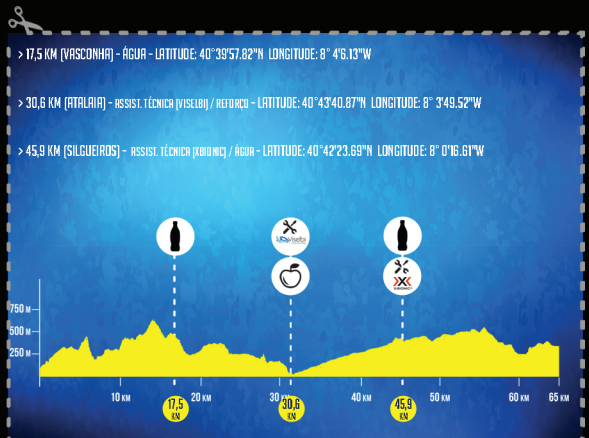 > 17,5 KM (VASCONHA) - ÁGUA - LATITUDE: 40°39'57.82"N LONGITUDE: 8° 4'6.13"W
> 30,6 KM (ATALAIA) - ASSIST. TÉCNICA (VISELBI) / REFORÇO - LATITUDE: 40°43'40.87"N LONGITUDE: 8° 3'49.52"W
> 45,9 KM (SILGUEIROS) - ASSIST. TÉCNICA (XBIONIC) / ÁGUA - LATITUDE: 40°42'23.69"N LONGITUDE: 8° 0'16.61"W
Viselbi
X-BIONIC
750 M
500 M
250 M
10 KM
20 KM
30 KM
40 KM
50 KM
60 KM
65 KM
17,5 KM
30,6 KM
45,9 KM